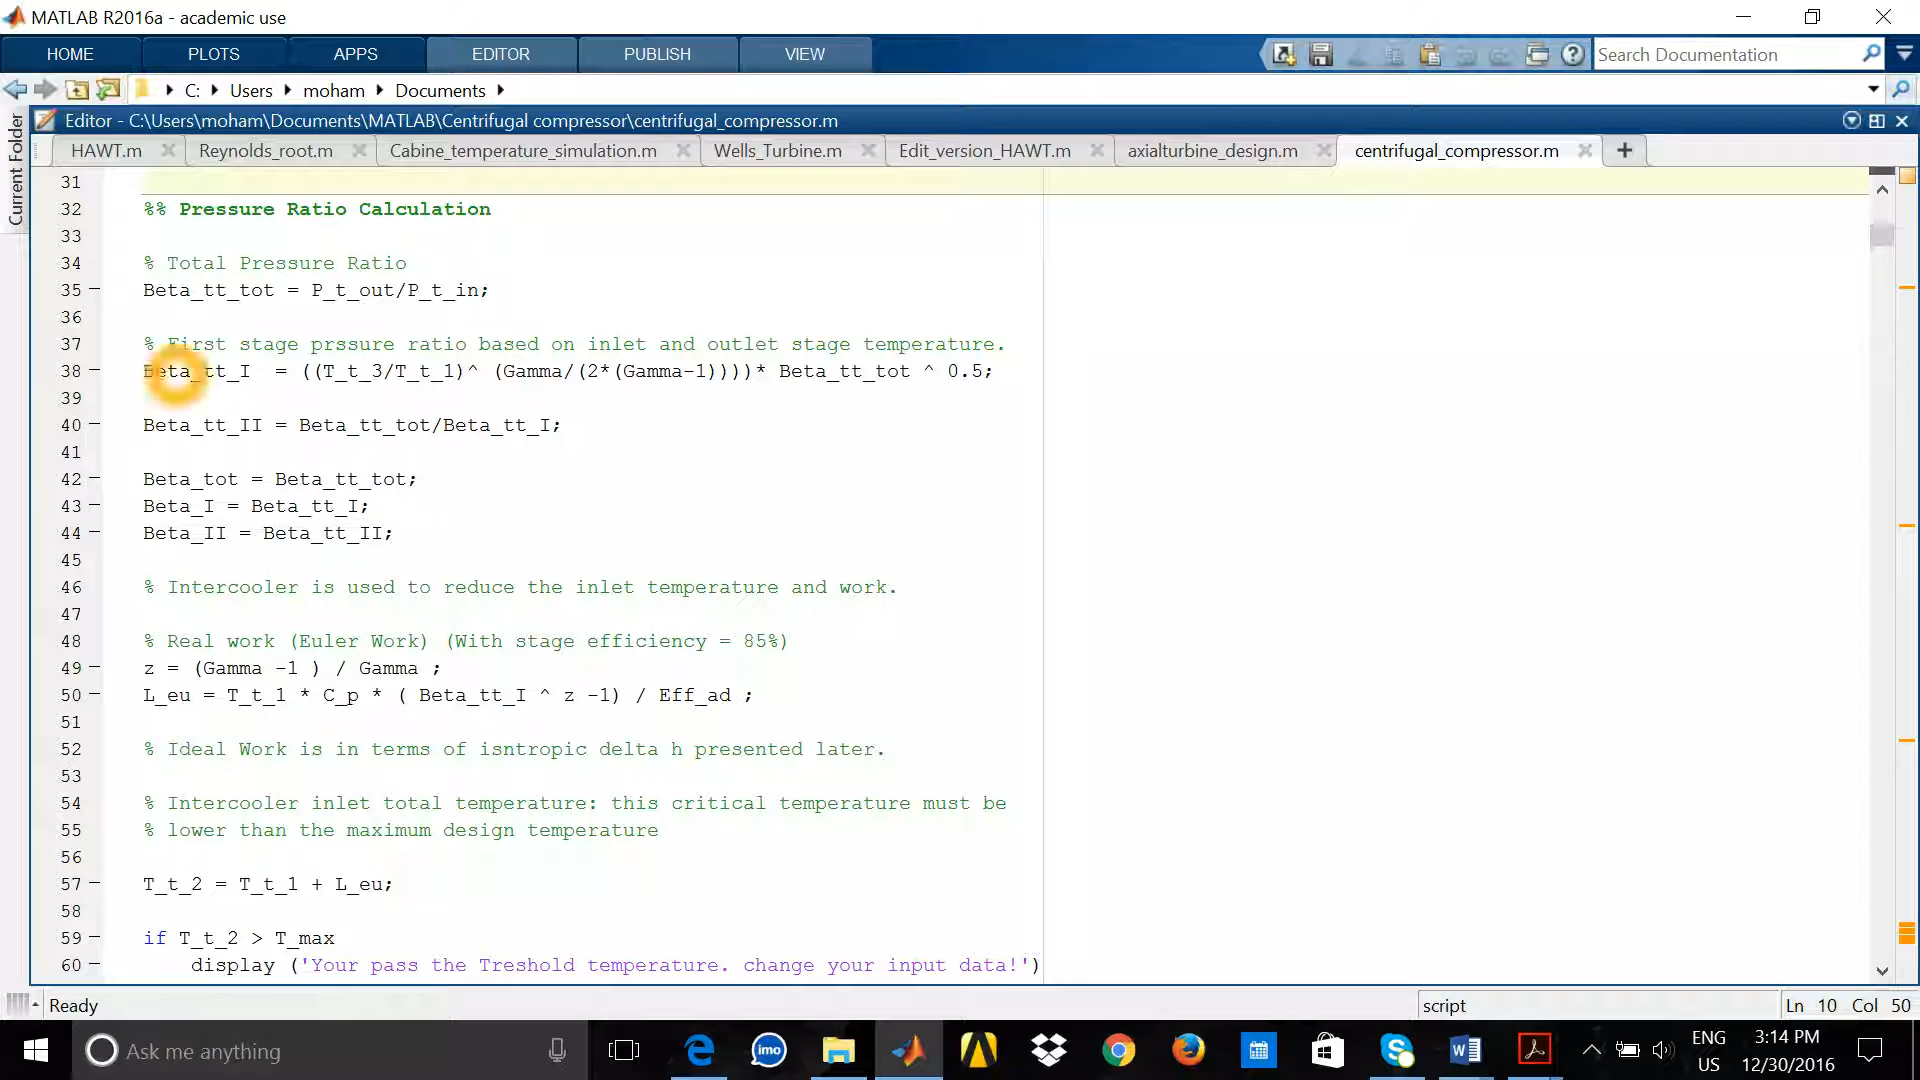 MATLAB R2016a - academic use
HOME PLOTS APPS EDITOR PUBLISH VIEW Search Documentation
C: Users moham Documents
Editor - C:\Users\moham\Documents\MATLAB\Centrifugal compressor\centrifugal_compressor.m
Current Folder
HAWT.m Reynolds_root.m Cabine_temperature_simulation.m Wells_Turbine.m Edit_version_HAWT.m axialturbine_design.m centrifugal_compressor.m
31
32 %% Pressure Ratio Calculation
33
34 % Total Pressure Ratio
35 Beta_tt_tot = P_t_out/P_t_in;
36
37 % First stage prssure ratio based on inlet and outlet stage temperature.
38 Beta_tt_I = ((T_t_3/T_t_1)^ (Gamma/(2*(Gamma-1))))* Beta_tt_tot ^ 0.5;
39
40 Beta_tt_II = Beta_tt_tot/Beta_tt_I;
41
42 Beta_tot = Beta_tt_tot;
43 Beta_I = Beta_tt_I;
44 Beta_II = Beta_tt_II;
45
46 % Intercooler is used to reduce the inlet temperature and work.
47
48 % Real work (Euler Work) (With stage efficiency = 85%)
49 z = (Gamma -1 ) / Gamma ;
50 L_eu = T_t_1 * C_p * ( Beta_tt_I ^ z -1) / Eff_ad ;
51
52 % Ideal Work is in terms of isntropic delta h presented later.
53
54 % Intercooler inlet total temperature: this critical temperature must be
55 % lower than the maximum design temperature
56
57 T_t_2 = T_t_1 + L_eu;
58
59 if T_t_2 > T_max
60 display ('Your pass the Treshold temperature. change your input data!')
Ready script Ln 10 Col 50
Ask me anything imo ENG US 3:14 PM 12/30/2016